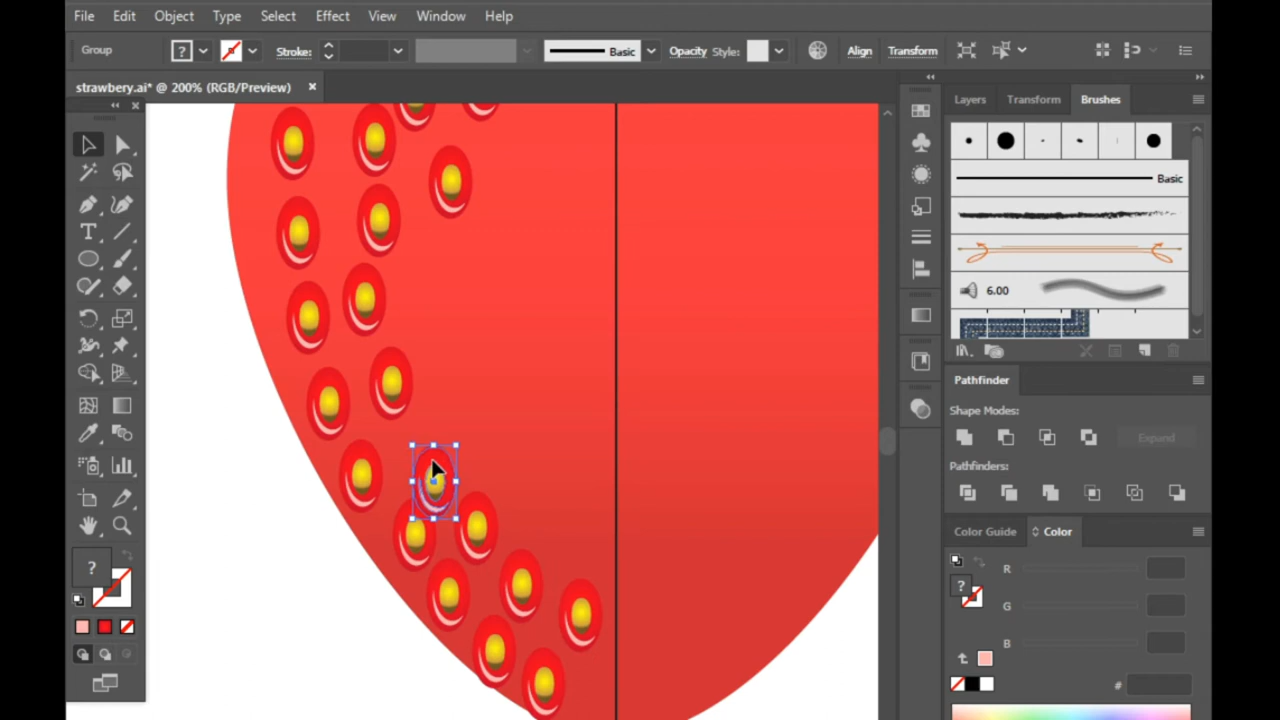 File Edit Object Type Select Effect View Window Help
Group ? Stroke: Basic Opacity Style: Align Transform
strawbery.ai* @ 200% (RGB/Preview) ×
Layers Transform Brushes
Basic
6.00
Pathfinder
Shape Modes:
Expand
Pathfinders:
Color Guide Color
R
G
B
#
T
?
?